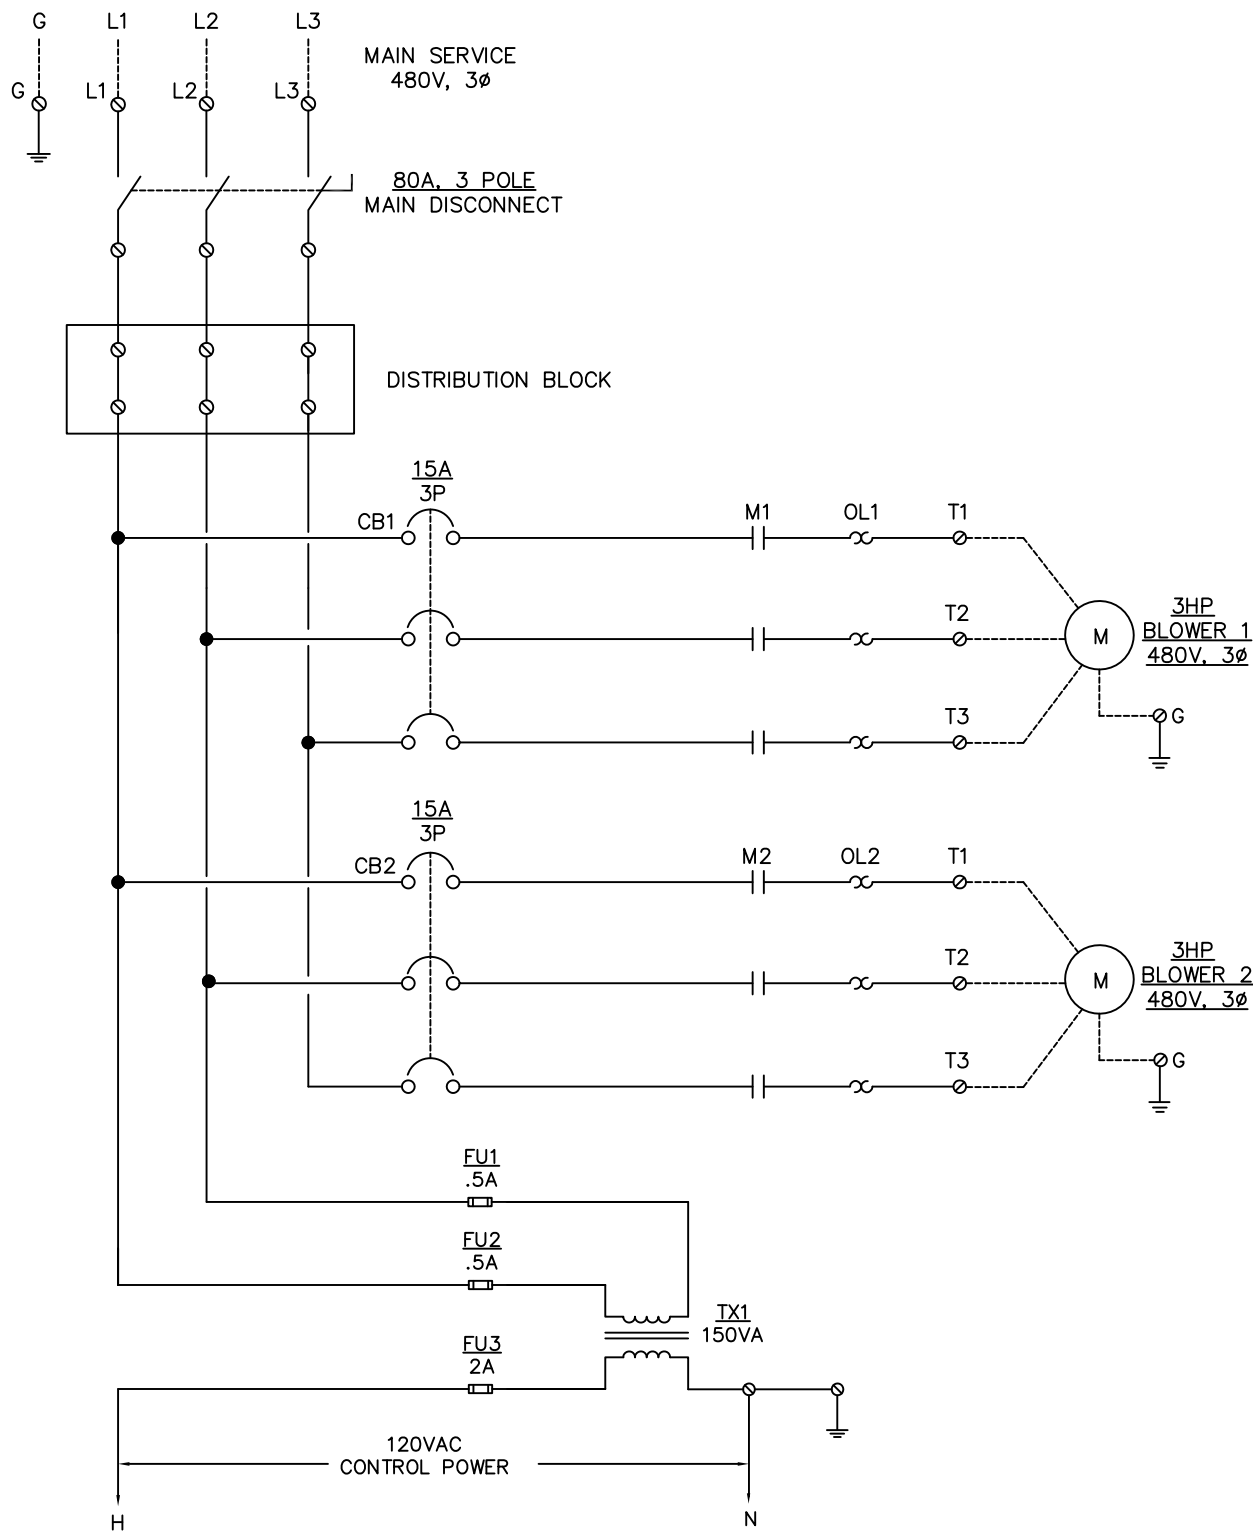 G L1 L2 L3
MAIN SERVICE
480V, 3ø
G L1 L2 L3
80A, 3 POLE
MAIN DISCONNECT
DISTRIBUTION BLOCK
15A
3P
CB1 M1 OL1 T1
T2
3HP
BLOWER 1
480V, 3ø
M
T3
G
15A
3P
CB2 M2 OL2 T1
T2
3HP
BLOWER 2
480V, 3ø
M
T3
G
FU1
.5A
FU2
.5A
TX1
150VA
FU3
2A
120VAC
CONTROL POWER
H N